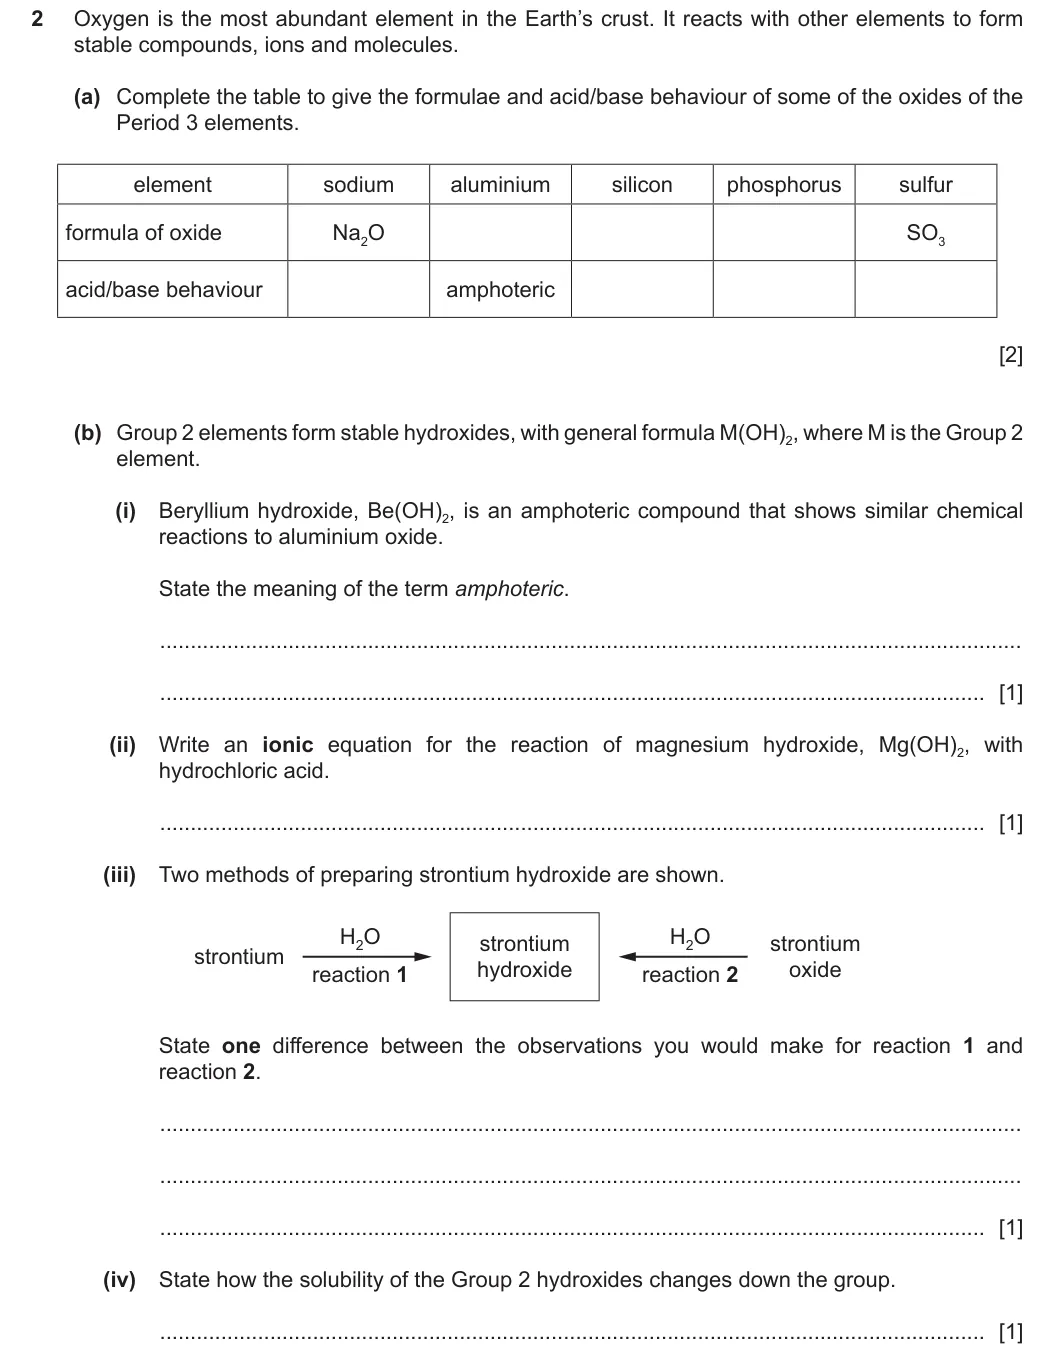 2 Oxygen is the most abundant element in the Earth's crust. It reacts with other elements to form
stable compounds, ions and molecules.
(a) Complete the table to give the formulae and acid/base behaviour of some of the oxides of the
Period 3 elements.
element sodium aluminium silicon phosphorus sulfur
formula of oxide Na₂O SO₃
acid/base behaviour amphoteric
[2]
(b) Group 2 elements form stable hydroxides, with general formula M(OH)₂, where M is the Group 2
element.
(i) Beryllium hydroxide, Be(OH)₂, is an amphoteric compound that shows similar chemical
reactions to aluminium oxide.
State the meaning of the term amphoteric.
..........................................................................................................................................
.................................................................................................................................... [1]
(ii) Write an ionic equation for the reaction of magnesium hydroxide, Mg(OH)₂, with
hydrochloric acid.
.................................................................................................................................... [1]
(iii) Two methods of preparing strontium hydroxide are shown.
strontium H₂O reaction 1 strontium hydroxide H₂O reaction 2 strontium oxide
State one difference between the observations you would make for reaction 1 and
reaction 2.
..........................................................................................................................................
..........................................................................................................................................
.................................................................................................................................... [1]
(iv) State how the solubility of the Group 2 hydroxides changes down the group.
.................................................................................................................................... [1]